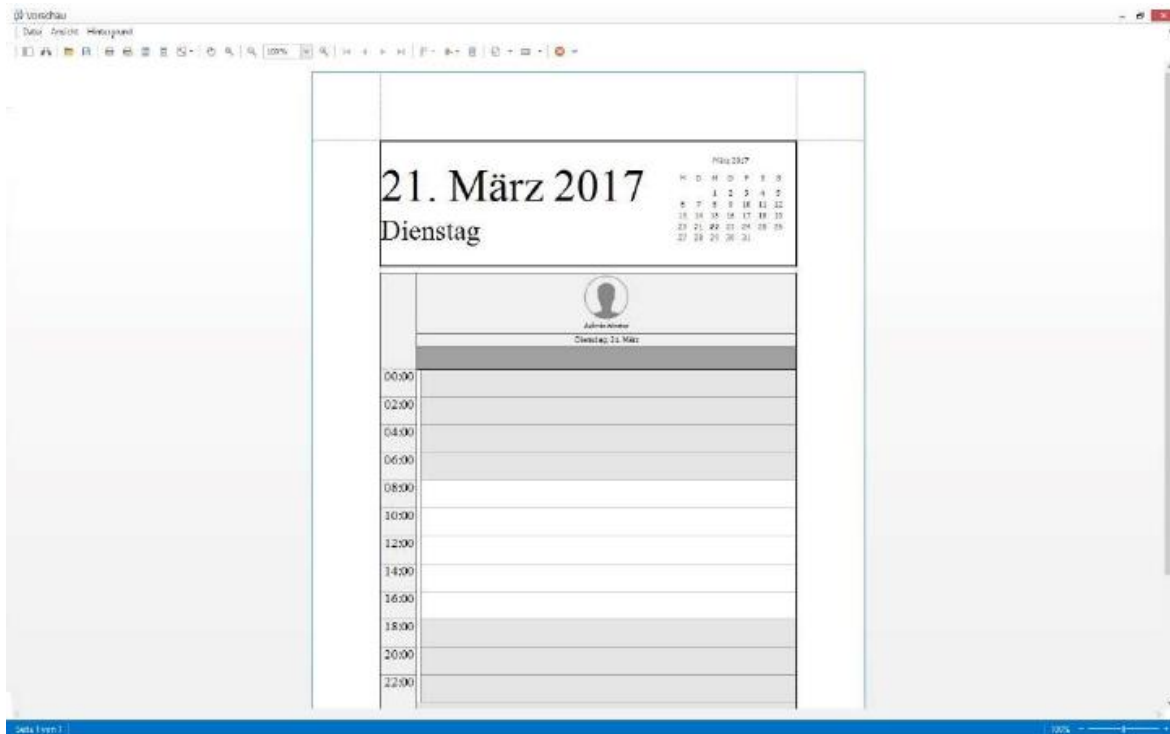 Vorschau
Datei Ansicht Hintergrund
100%
21. März 2017
Dienstag
März 2017
M D M D F S S
1 2 3 4 5
6 7 8 9 10 11 12
13 14 15 16 17 18 19
20 21 22 23 24 25 26
27 28 29 30 31
Administrator
Dienstag, 21. März
00:00
02:00
04:00
06:00
08:00
10:00
12:00
14:00
16:00
18:00
20:00
22:00
Seite 1 von 1
100%